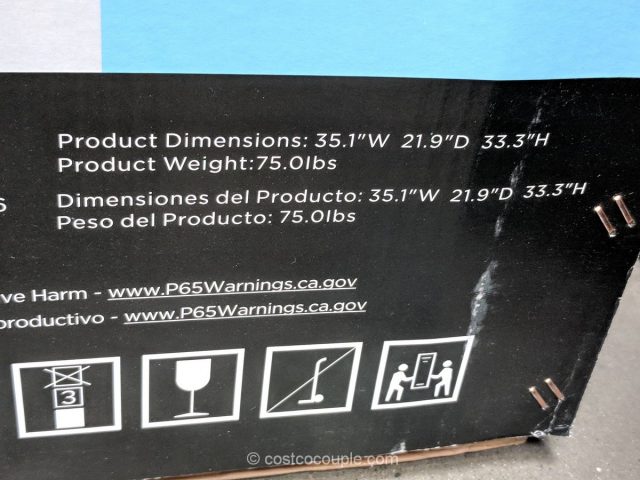 Product Dimensions: 35.1"W 21.9"D 33.3"H
Product Weight:75.0lbs
6 Dimensiones del Producto: 35.1"W 21.9"D 33.3"H
Peso del Producto: 75.0lbs
ve Harm - www.P65Warnings.ca.gov
productivo - www.P65Warnings.ca.gov
3
© costcocouple.com